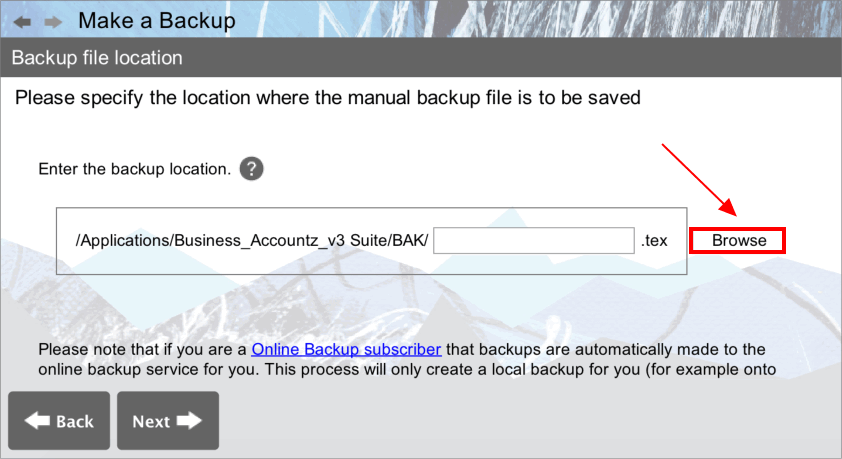 Make a Backup
Backup file location
Please specify the location where the manual backup file is to be saved
Enter the backup location. ?
/Applications/Business_Accountz_v3 Suite/BAK/ .tex Browse
Please note that if you are a Online Backup subscriber that backups are automatically made to the
online backup service for you. This process will only create a local backup for you (for example onto
Back Next